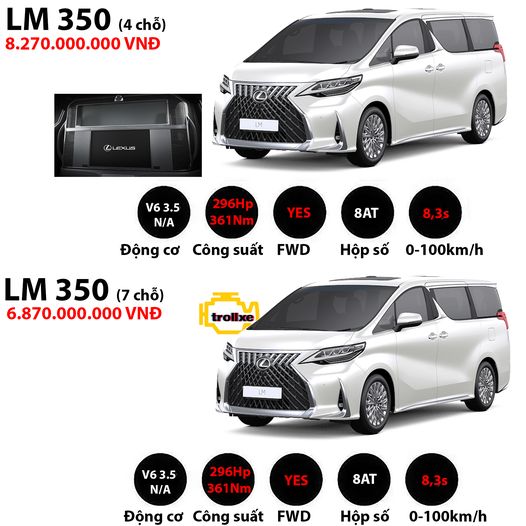 LM 350 (4 chỗ)
8.270.000.000 VNĐ
LEXUS
LM
V6 3.5
N/A
296Hp
361Nm
YES
8AT
8,3s
Động cơ Công suất FWD Hộp số 0-100km/h
LM 350 (7 chỗ)
6.870.000.000 VNĐ
trollxe
LM
V6 3.5
N/A
296Hp
361Nm
YES
8AT
8,3s
Động cơ Công suất FWD Hộp số 0-100km/h